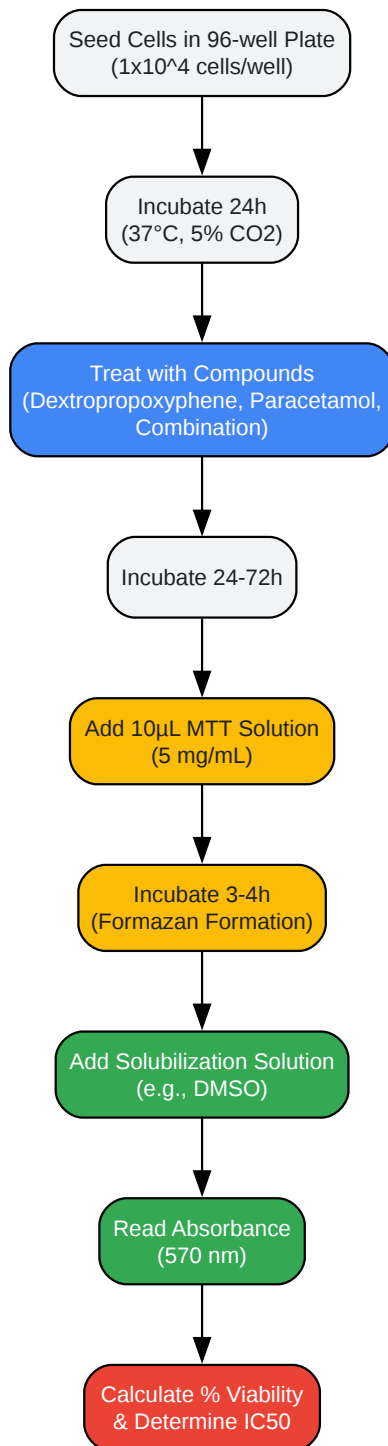 Seed Cells in 96-well Plate
(1x10^4 cells/well)
Incubate 24h
(37°C, 5% CO2)
Treat with Compounds
(Dextropropoxyphene, Paracetamol,
Combination)
Incubate 24-72h
Add 10µL MTT Solution
(5 mg/mL)
Incubate 3-4h
(Formazan Formation)
Add Solubilization Solution
(e.g., DMSO)
Read Absorbance
(570 nm)
Calculate % Viability
& Determine IC50